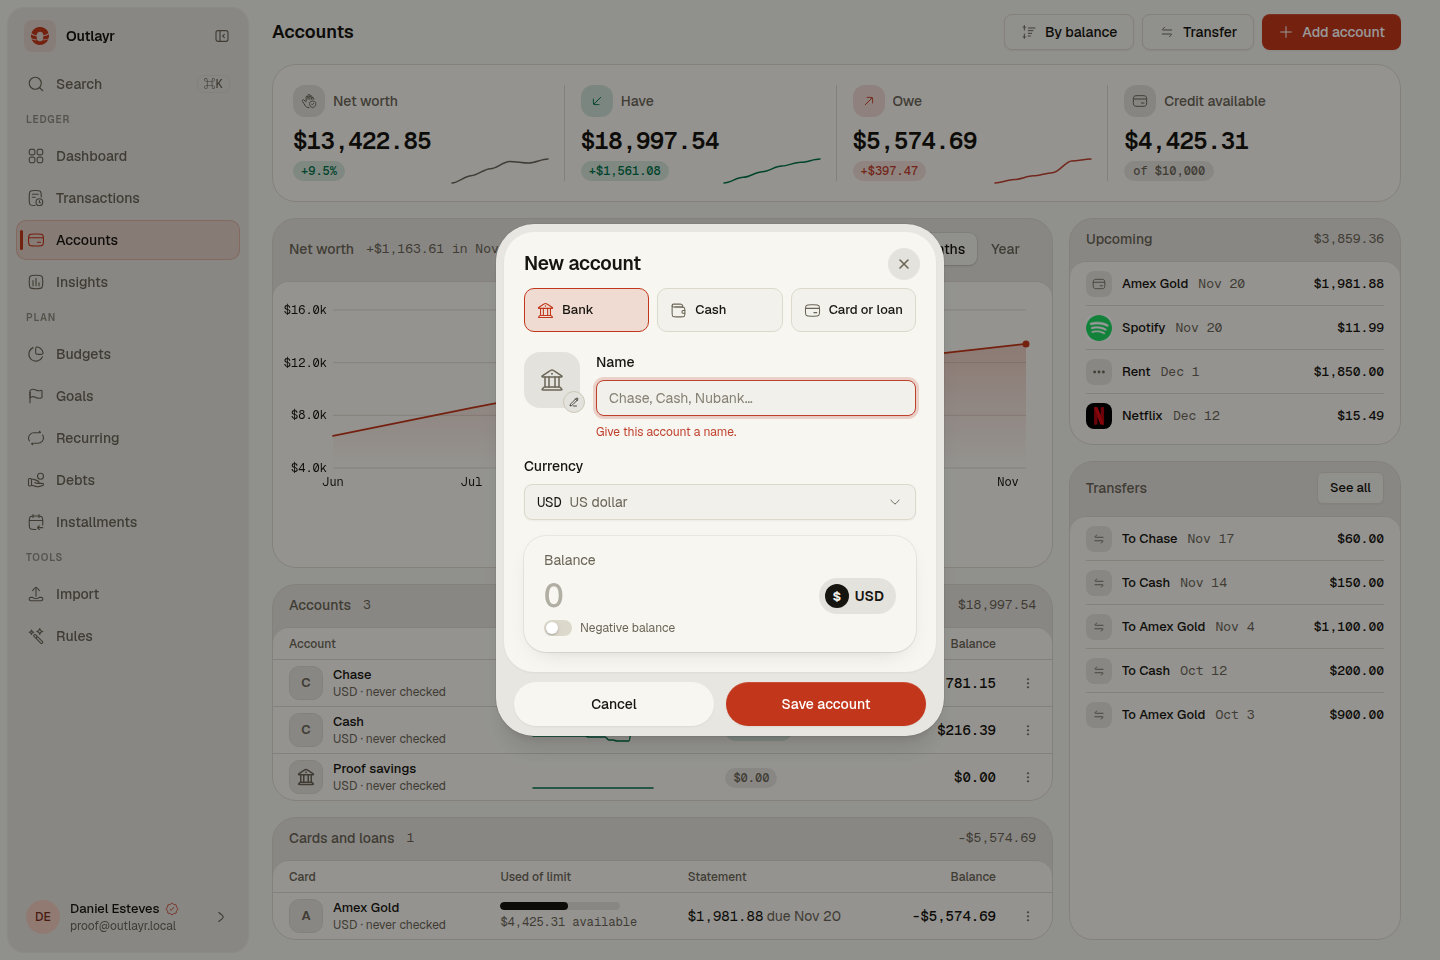 Outlayr
Search
⌘K
LEDGER
Dashboard
Transactions
Accounts
Insights
PLAN
Budgets
Goals
Recurring
Debts
Installments
TOOLS
Import
Rules
DE
Daniel Esteves
proof@outlayr.local
Accounts
By balance
Transfer
Add account
Net worth
$13,422.85
+9.5%
Have
$18,997.54
+$1,561.08
Owe
$5,574.69
+$397.47
Credit available
$4,425.31
of $10,000
Net worth +$1,163.61 in Nov
Year
$16.0k
$12.0k
$8.0k
$4.0k
Jun
Jul
Nov
New account
Bank
Cash
Card or loan
Name
Chase, Cash, Nubank…
Give this account a name.
Currency
USD US dollar
Balance
0
$ USD
Negative balance
Cancel
Save account
Accounts 3
$18,997.54
Account
Balance
C
Chase
USD · never checked
781.15
C
Cash
USD · never checked
$216.39
Proof savings
USD · never checked
$0.00
$0.00
Cards and loans 1
-$5,574.69
Card
Used of limit
Statement
Balance
A
Amex Gold
USD · never checked
$4,425.31 available
$1,981.88 due Nov 20
-$5,574.69
Upcoming
$3,859.36
Amex Gold Nov 20
$1,981.88
Spotify Nov 20
$11.99
Rent Dec 1
$1,850.00
N
Netflix Dec 12
$15.49
Transfers
See all
To Chase Nov 17
$60.00
To Cash Nov 14
$150.00
To Amex Gold Nov 4
$1,100.00
To Cash Oct 12
$200.00
To Amex Gold Oct 3
$900.00